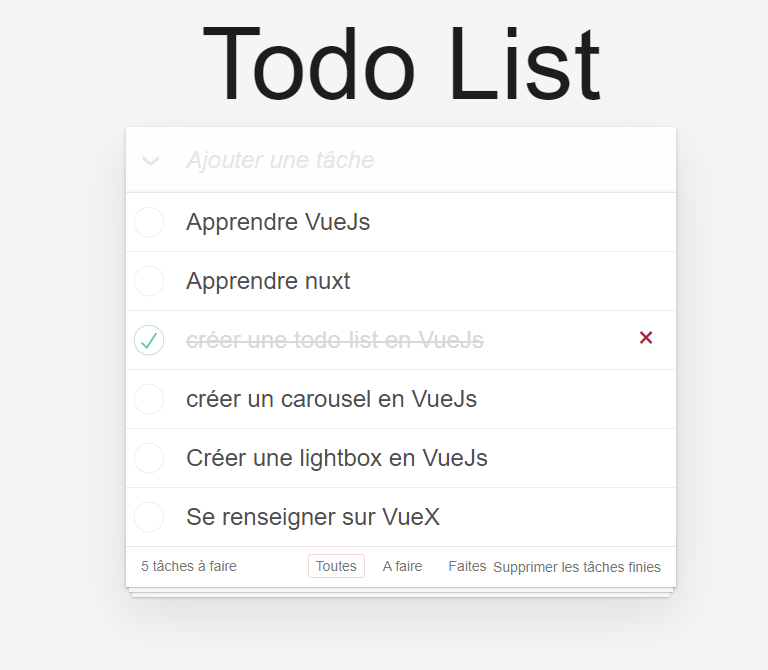 Todo List
Ajouter une tâche
Apprendre VueJs
Apprendre nuxt
créer une todo-list en VueJs
créer un carousel en VueJs
Créer une lightbox en VueJs
Se renseigner sur VueX
5 tâches à faire Toutes A faire Faites Supprimer les tâches finies